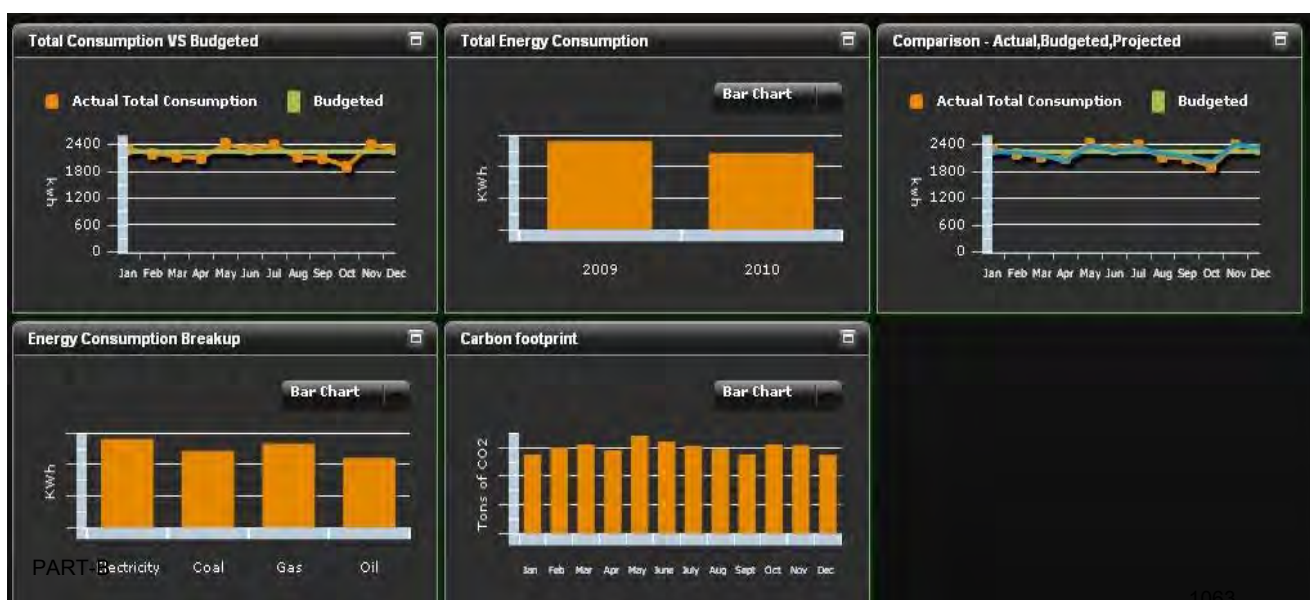 Total Consumption VS Budgeted
Actual Total Consumption Budgeted
2400
1800
1200
600
0
kwh
Jan Feb Mar Apr May Jun Jul Aug Sep Oct Nov Dec
Total Energy Consumption
Bar Chart
KWh
2009 2010
Comparison - Actual,Budgeted,Projected
Actual Total Consumption Budgeted
2400
1800
1200
600
0
kwh
Jan Feb Mar Apr May Jun Jul Aug Sep Oct Nov Dec
Energy Consumption Breakup
Bar Chart
KWh
Electricity Coal Gas Oil
Carbon footprint
Bar Chart
Tons of CO2
Jan Feb Mar Apr May June July Aug Sept Oct Nov Dec
PART-B
1063